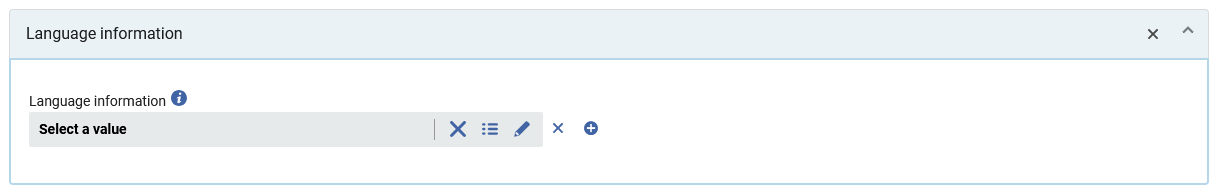 Language information
Language information
Select a value